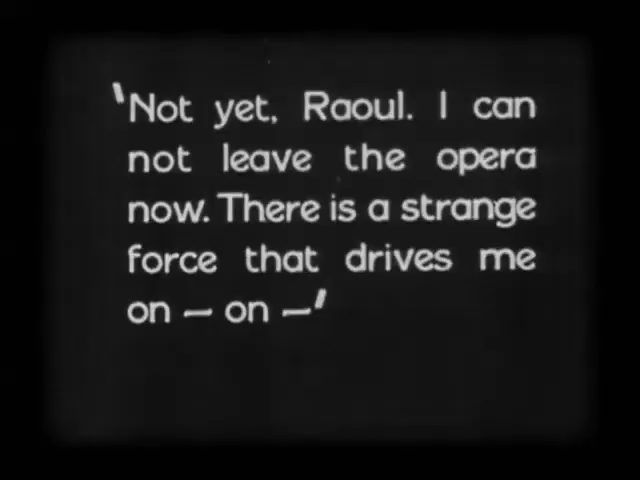 'Not yet, Raoul. I can
not leave the opera
now. There is a strange
force that drives me
on — on —'